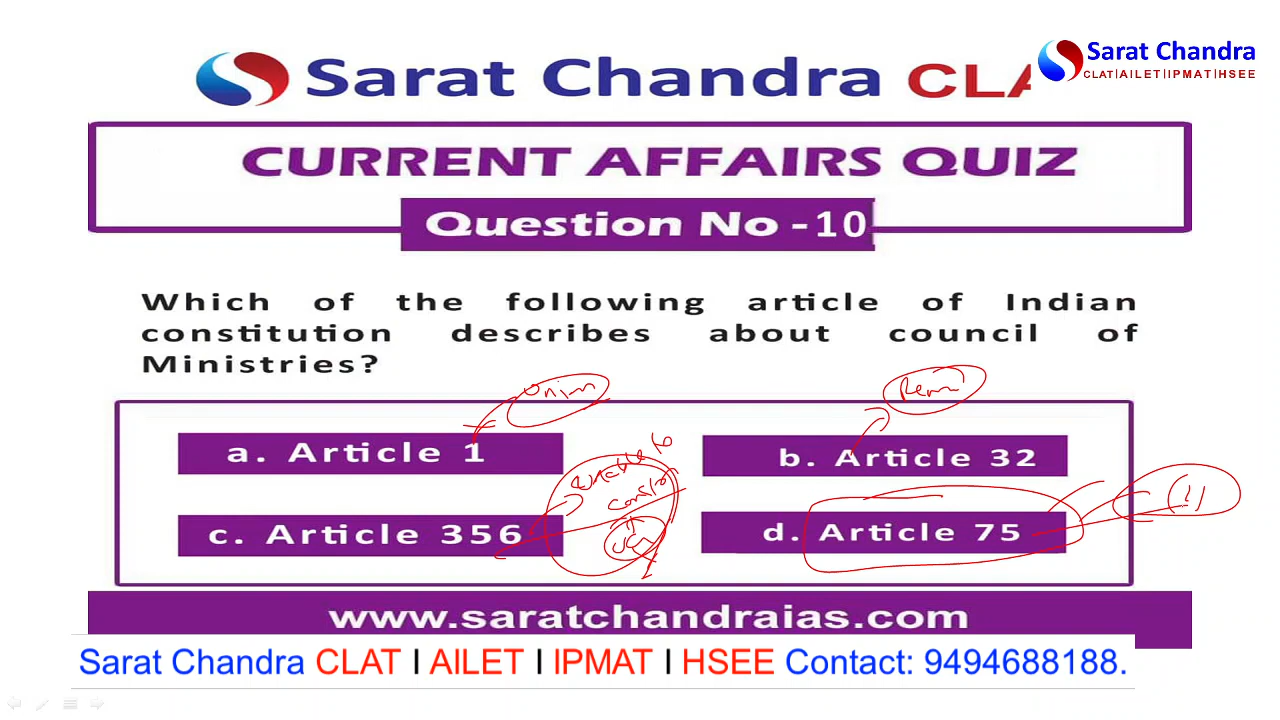 Sarat Chandra CLA
Sarat Chandra
CLAT|AILET|IPMAT|HSEE
CURRENT AFFAIRS QUIZ
Question No -10
Which of the following article of Indian
constitution describes about council of
Ministries?
Union
a. Article 1
b. Article 32
c. Article 356
d. Article 75
www.saratchandraias.com
Sarat Chandra CLAT I AILET I IPMAT I HSEE Contact: 9494688188.